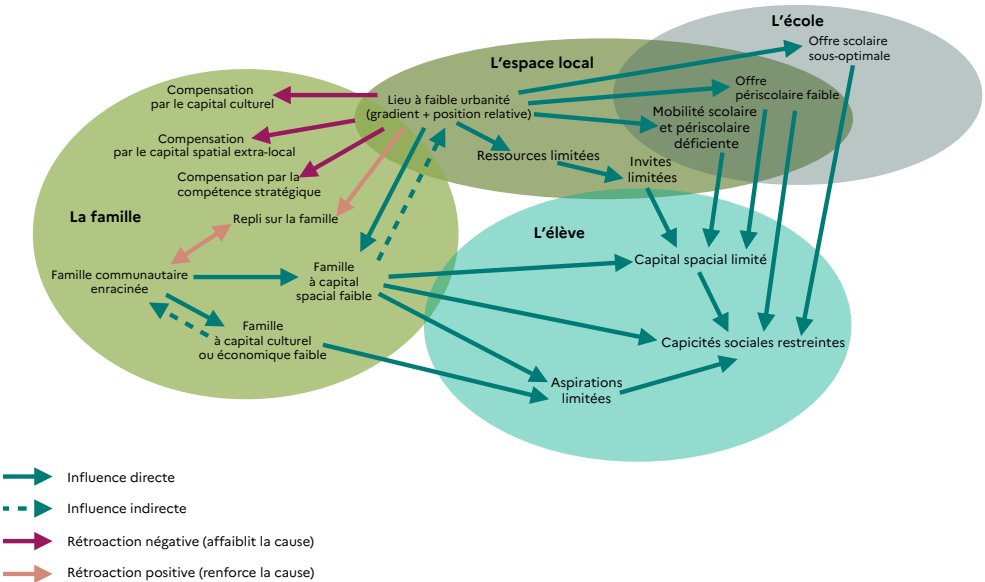 L'école
Offre scolaire
sous-optimale
L'espace local
Offre
périscolaire faible
Compensation
par le capital culturel
Lieu à faible urbanité
(gradient + position relative)
Mobilité scolaire
et périscolaire
déficiente
Compensation
par le capital spatial extra-local
Ressources limitées
Invites
limitées
Compensation par la
compétence stratégique
La famille
Repli sur la famille
L'élève
Famille communautaire
enracinée
Famille
à capital
spacial faible
Capital spacial limité
Famille
à capital culturel
ou économique faible
Capicités sociales restreintes
Aspirations
limitées
Influence directe
Influence indirecte
Rétroaction négative (affaiblit la cause)
Rétroaction positive (renforce la cause)